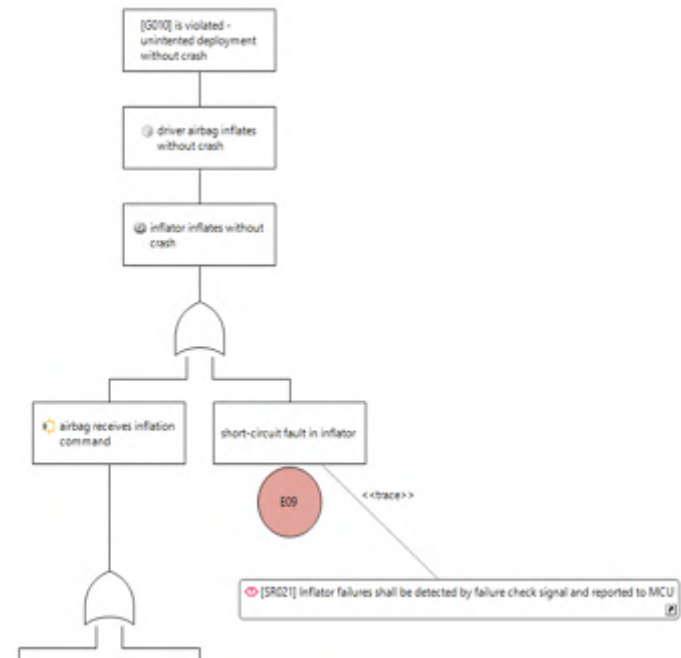 [G010] is violated -
unintented deployment
without crash
driver airbag inflates
without crash
inflator inflates without
crash
airbag receives inflation
command
short-circuit fault in inflator
E09
<<trace>>
[SR021] Inflator failures shall be detected by failure check signal and reported to MCU